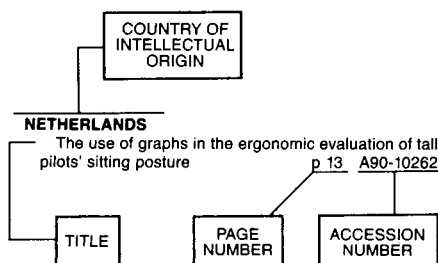 COUNTRY OF
INTELLECTUAL
ORIGIN
NETHERLANDS
The use of graphs in the ergonomic evaluation of tall
pilots' sitting posture p 13 A90-10262
TITLE
PAGE
NUMBER
ACCESSION
NUMBER